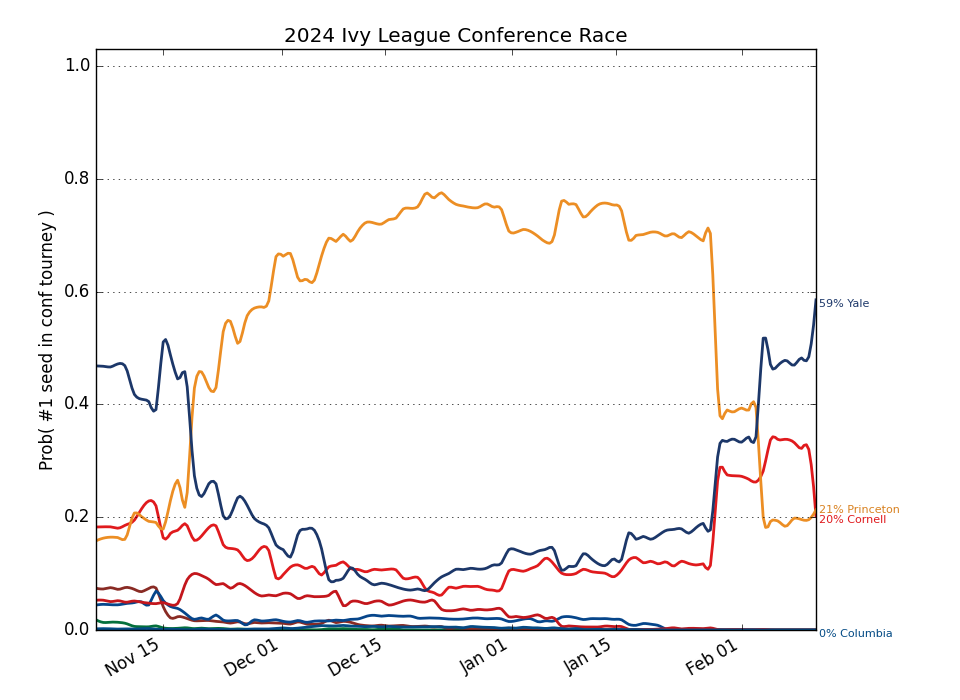 2024 Ivy League Conference Race
Prob( #1 seed in conf tourney )
1.0
0.8
0.6
0.4
0.2
0.0
59% Yale
21% Princeton
20% Cornell
0% Columbia
Nov 15
Dec 01
Dec 15
Jan 01
Jan 15
Feb 01